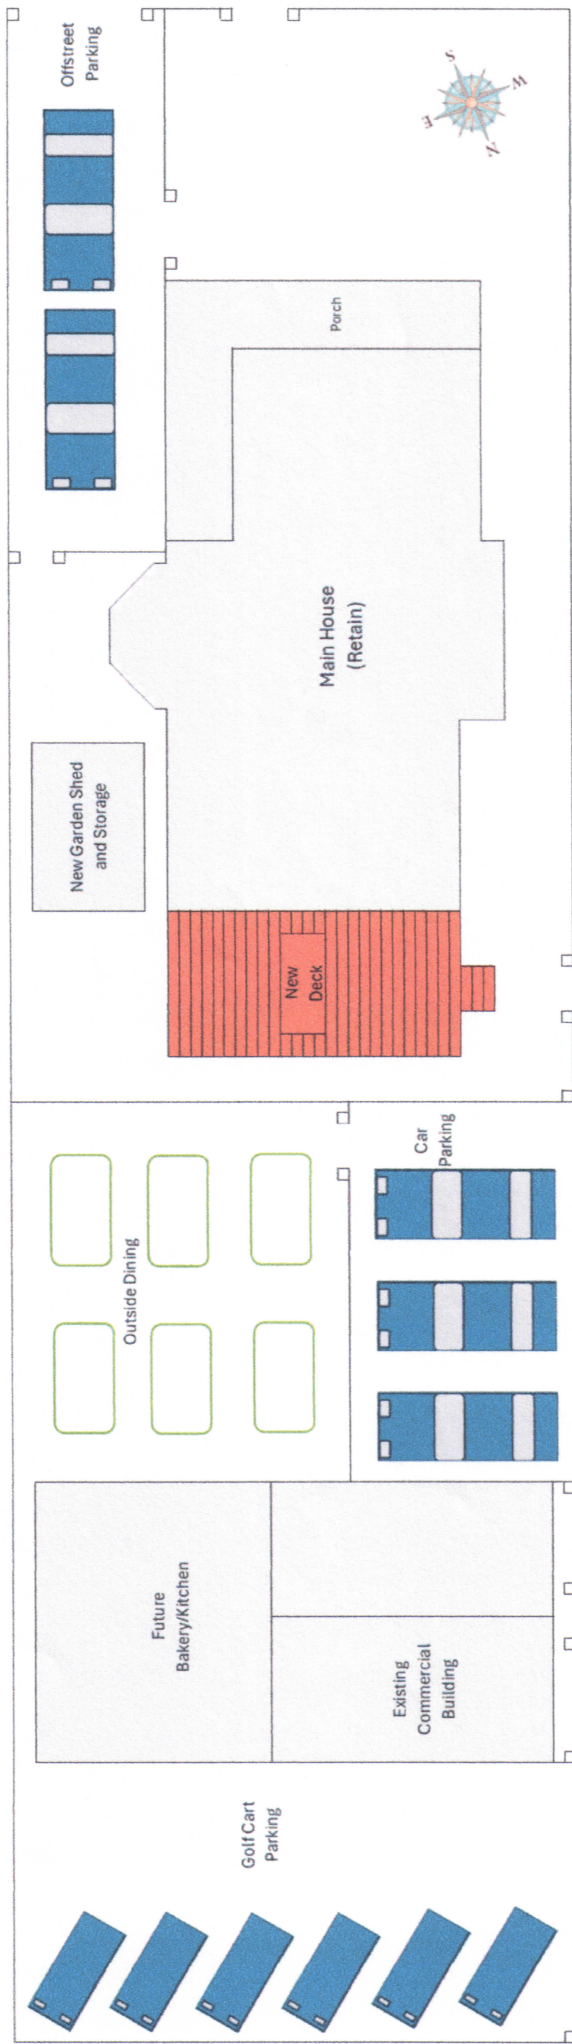 Offstreet
Parking
S
W
E
N
Porch
Main House
(Retain)
New Garden Shed
and Storage
New
Deck
Car
Parking
Outside Dining
Future
Bakery/Kitchen
Existing
Commercial
Building
Golf Cart
Parking